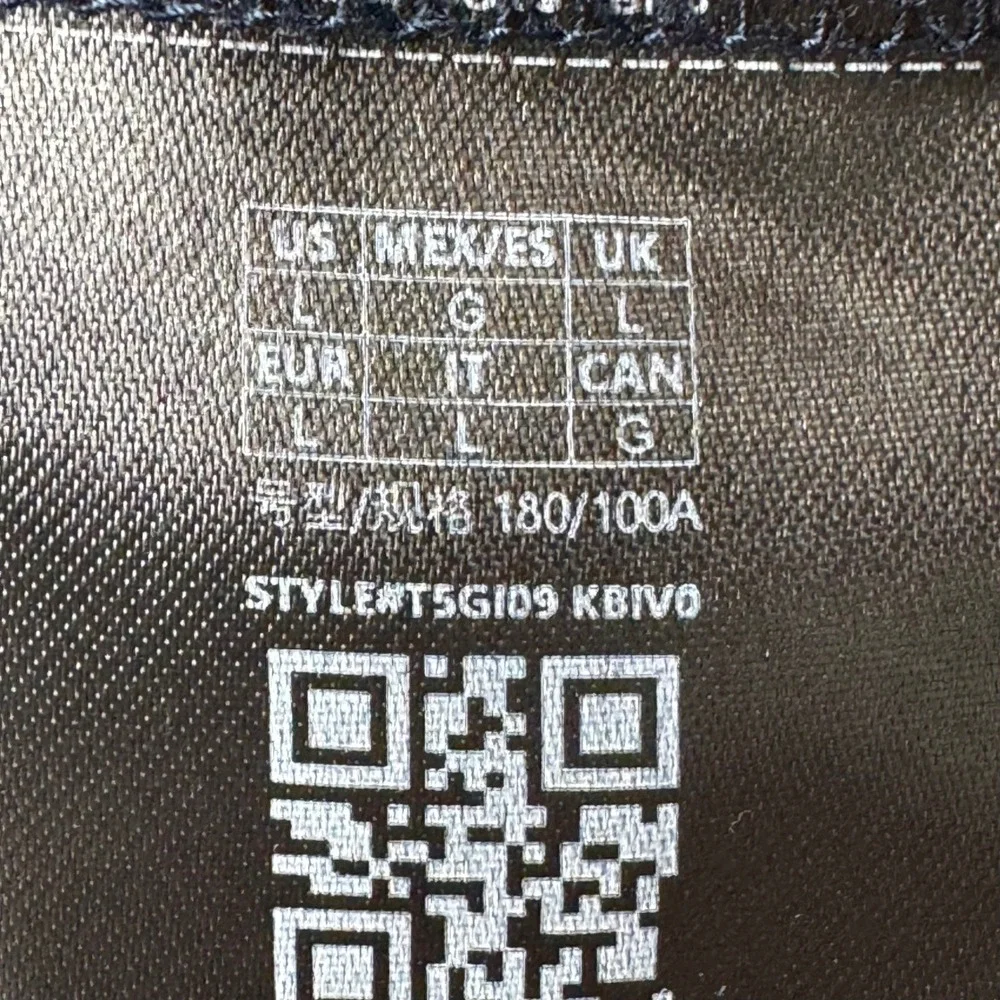 US MEX/ES UK
L G L
EUR IT CAN
L L G
号型/规格 180/100A
STYLE#T5GI09 KBIV0